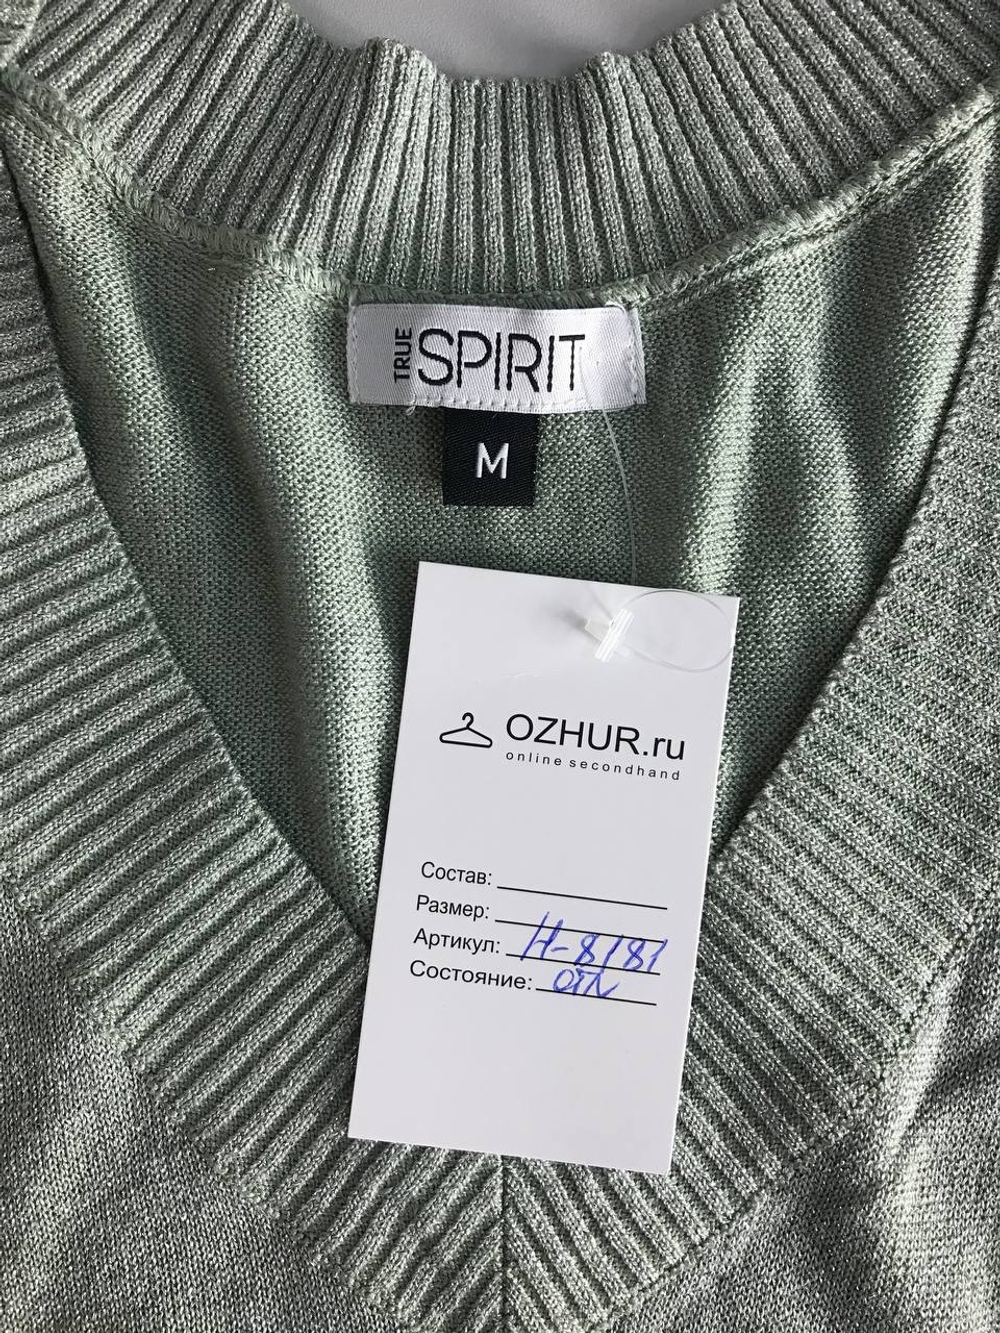 TRUE SPIRIT
M
OZHUR.ru
online secondhand
Состав:
Размер:
Артикул: Н-8181
Состояние: отл